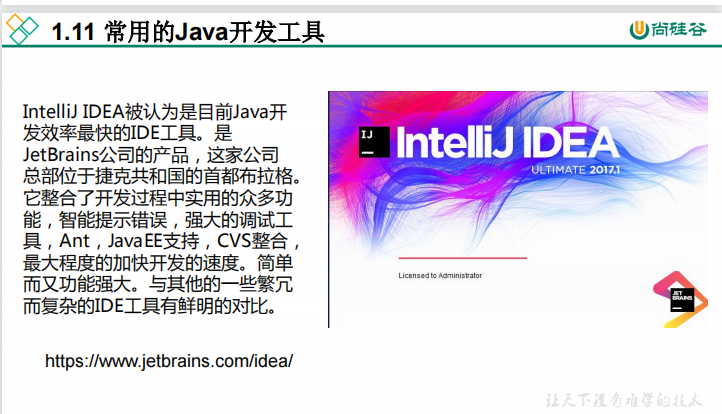 1.11 常用的Java开发工具
尚硅谷
IntelliJ IDEA被认为是目前Java开
发效率最快的IDE工具。是
JetBrains公司的产品，这家公司
总部位于捷克共和国的首都布拉格。
它整合了开发过程中实用的众多功
能，智能提示错误，强大的调试工
具，Ant，JavaEE支持，CVS整合，
最大程度的加快开发的速度。简单
而又功能强大。与其他的一些繁冗
而复杂的IDE工具有鲜明的对比。
https://www.jetbrains.com/idea/
IJ
IntelliJ IDEA
ULTIMATE 2017.1
Licensed to Administrator
JET
BRAINS
让天下没有难学的技术